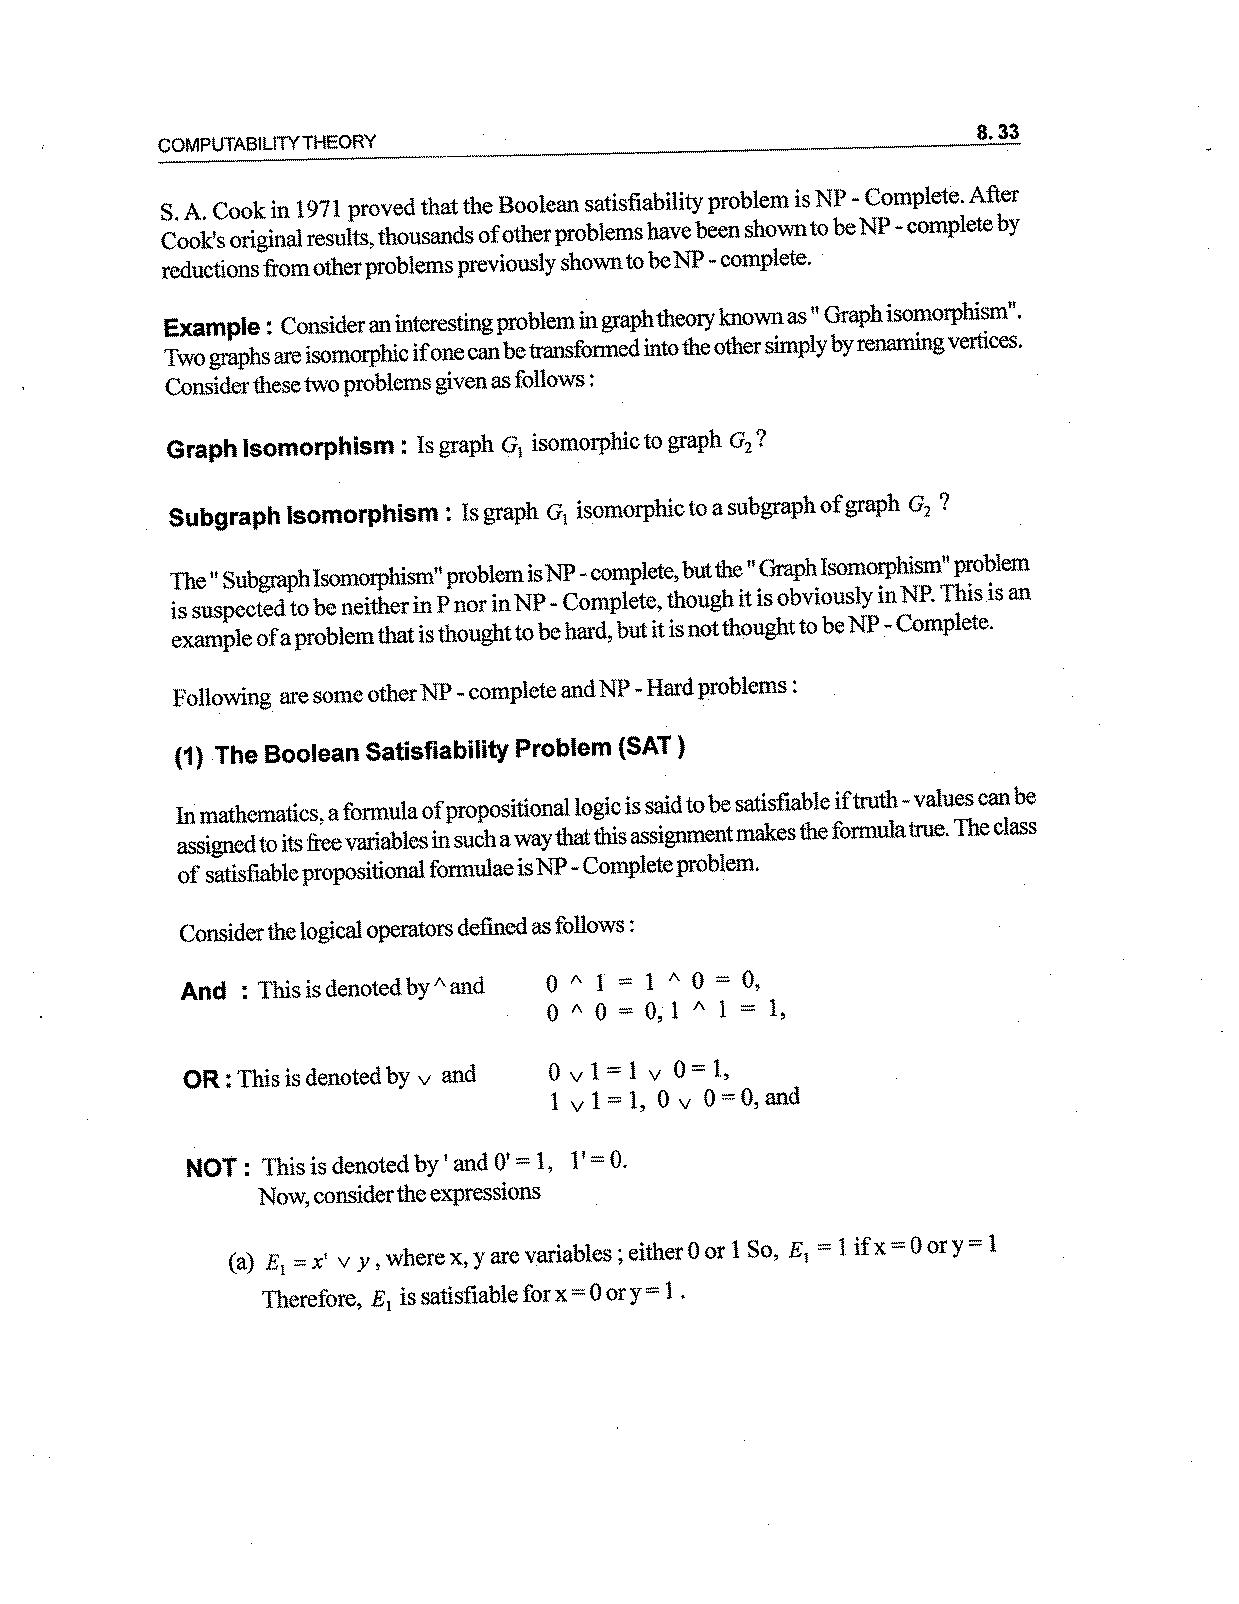 COMPUTABILITY THEORY 8.33
S. A. Cook in 1971 proved that the Boolean satisfiability problem is NP - Complete. After
Cook's original results, thousands of other problems have been shown to be NP - complete by
reductions from other problems previously shown to be NP - complete.
Example : Consider an interesting problem in graph theory known as " Graph isomorphism".
Two graphs are isomorphic if one can be transformed into the other simply by renaming vertices.
Consider these two problems given as follows :
Graph Isomorphism : Is graph G₁ isomorphic to graph G₂ ?
Subgraph Isomorphism : Is graph G₁ isomorphic to a subgraph of graph G₂ ?
The " Subgraph Isomorphism" problem is NP - complete, but the " Graph Isomorphism" problem
is suspected to be neither in P nor in NP - Complete, though it is obviously in NP. This is an
example of a problem that is thought to be hard, but it is not thought to be NP - Complete.
Following are some other NP - complete and NP - Hard problems :
(1) The Boolean Satisfiability Problem (SAT )
In mathematics, a formula of propositional logic is said to be satisfiable if truth - values can be
assigned to its free variables in such a way that this assignment makes the formula true. The class
of satisfiable propositional formulae is NP - Complete problem.
Consider the logical operators defined as follows :
And : This is denoted by ^ and 0 ^ 1 = 1 ^ 0 = 0,
0 ^ 0 = 0, 1 ^ 1 = 1,
OR : This is denoted by ∨ and 0 ∨ 1 = 1 ∨ 0 = 1,
1 ∨ 1 = 1, 0 ∨ 0 = 0, and
NOT : This is denoted by ' and 0' = 1, 1' = 0.
Now, consider the expressions
(a) E₁ = x' ∨ y , where x, y are variables ; either 0 or 1 So, E₁ = 1 if x = 0 or y = 1
Therefore, E₁ is satisfiable for x = 0 or y = 1 .